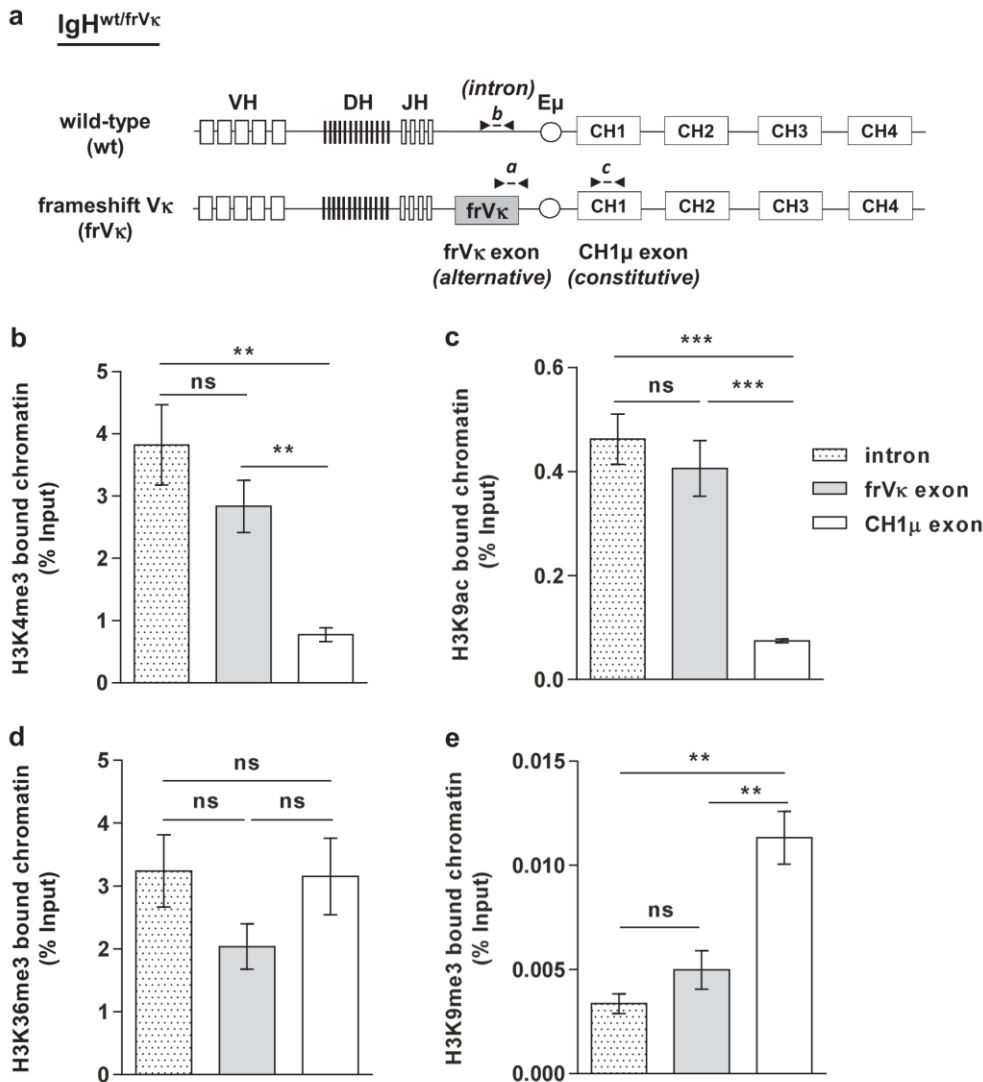 a IgH^wt/frVκ
(intron)
VH DH JH b Eμ
wild-type
(wt)
CH1 CH2 CH3 CH4
a c
frameshift Vκ
(frVκ)
frVκ CH1 CH2 CH3 CH4
frVκ exon
(alternative)
CH1μ exon
(constitutive)
b
H3K4me3 bound chromatin
(% Input)
5
4
3
2
1
0
**
ns
**
c
H3K9ac bound chromatin
(% Input)
0.6
0.4
0.2
0.0
***
ns ***
intron
frVκ exon
CH1μ exon
d
H3K36me3 bound chromatin
(% Input)
5
4
3
2
1
0
ns
ns ns
e
H3K9me3 bound chromatin
(% Input)
0.015
0.010
0.005
0.000
**
**
ns